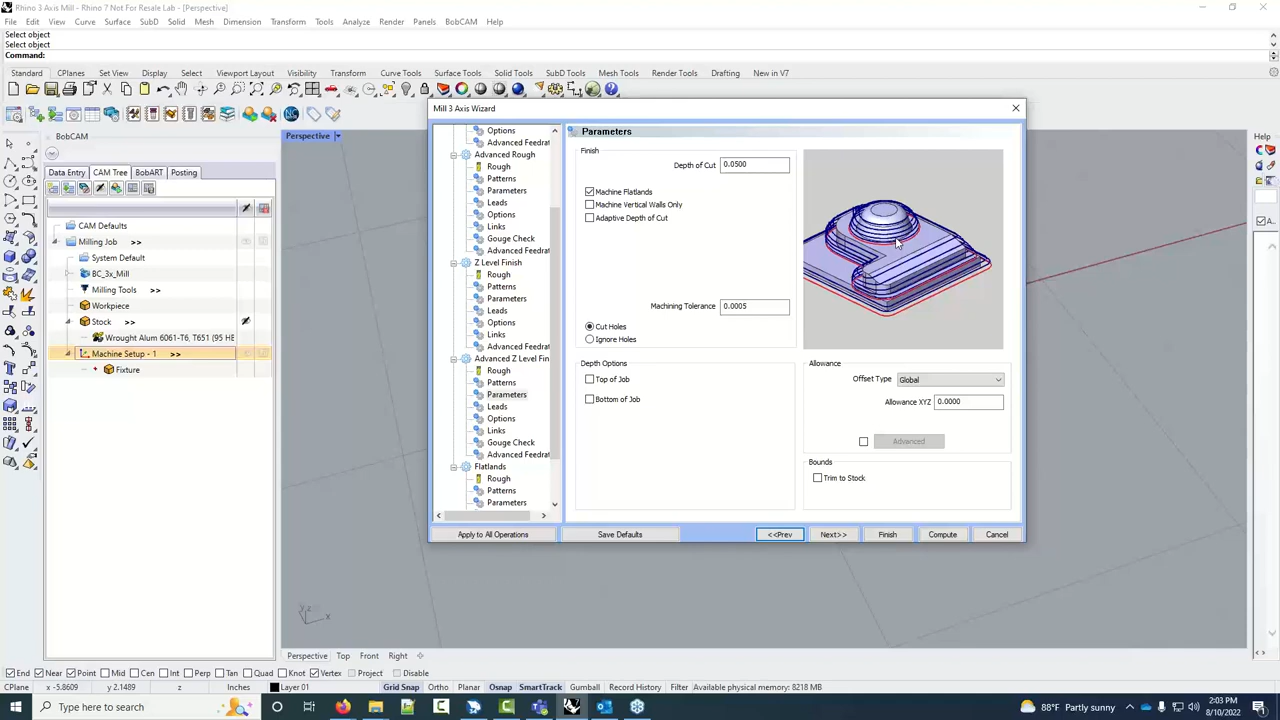 Rhino 3 Axis Mill - Rhino 7 Not For Resale Lab - [Perspective]
File Edit View Curve Surface SubD Solid Mesh Dimension Transform Tools Analyze Render Panels BobCAM Help
Select object
Select object
Command:
Standard CPlanes Set View Display Select Viewport Layout Visibility Transform Curve Tools Surface Tools Solid Tools SubD Tools Mesh Tools Render Tools Drafting New in V7
BobCAM
Data Entry CAM Tree BobART Posting
CAM Defaults
Milling Job >>
System Default
BC_3x_Mill
Milling Tools >>
Workpiece
Stock >>
Wrought Alum 6061-T6, T651 (95 HE
Machine Setup - 1 >>
Fixture
Perspective
Help
Mill 3 Axis Wizard
Options
Advanced Feedrat
Advanced Rough
Rough
Patterns
Parameters
Leads
Options
Links
Gouge Check
Advanced Feedrat
Z Level Finish
Rough
Patterns
Parameters
Leads
Options
Links
Advanced Feedrat
Advanced Z Level Fin
Rough
Patterns
Parameters
Leads
Options
Links
Gouge Check
Advanced Feedrat
Flatlands
Rough
Patterns
Parameters
Parameters
Finish
Depth of Cut 0.0500
Machine Flatlands
Machine Vertical Walls Only
Adaptive Depth of Cut
Machining Tolerance 0.0005
Cut Holes
Ignore Holes
Depth Options
Top of Job
Bottom of Job
Allowance
Offset Type Global
Allowance XYZ 0.0000
Advanced
Bounds
Trim to Stock
Apply to All Operations Save Defaults <<Prev Next>> Finish Compute Cancel
z x
Perspective Top Front Right
End Near Point Mid Cen Int Perp Tan Quad Knot Vertex Project Disable
CPlane x -5.8609 y 2.1489 z Inches Layer 01 Grid Snap Ortho Planar Osnap SmartTrack Gumball Record History Filter Available physical memory: 8218 MB
Type here to search
88°F Partly sunny
2:03 PM
8/10/2022